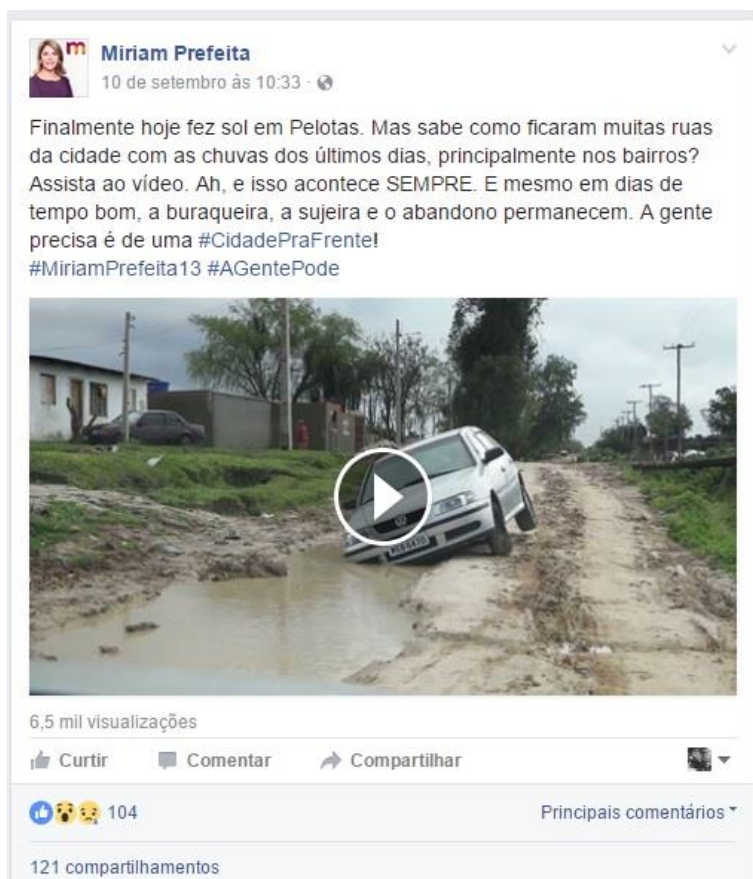 m
Miriam Prefeita
10 de setembro às 10:33 ·
Finalmente hoje fez sol em Pelotas. Mas sabe como ficaram muitas ruas
da cidade com as chuvas dos últimos dias, principalmente nos bairros?
Assista ao vídeo. Ah, e isso acontece SEMPRE. E mesmo em dias de
tempo bom, a buraqueira, a sujeira e o abandono permanecem. A gente
precisa é de uma #CidadePraFrente!
#MiriamPrefeita13 #AGentePode
6,5 mil visualizações
Curtir Comentar Compartilhar
104 Principais comentários
121 compartilhamentos